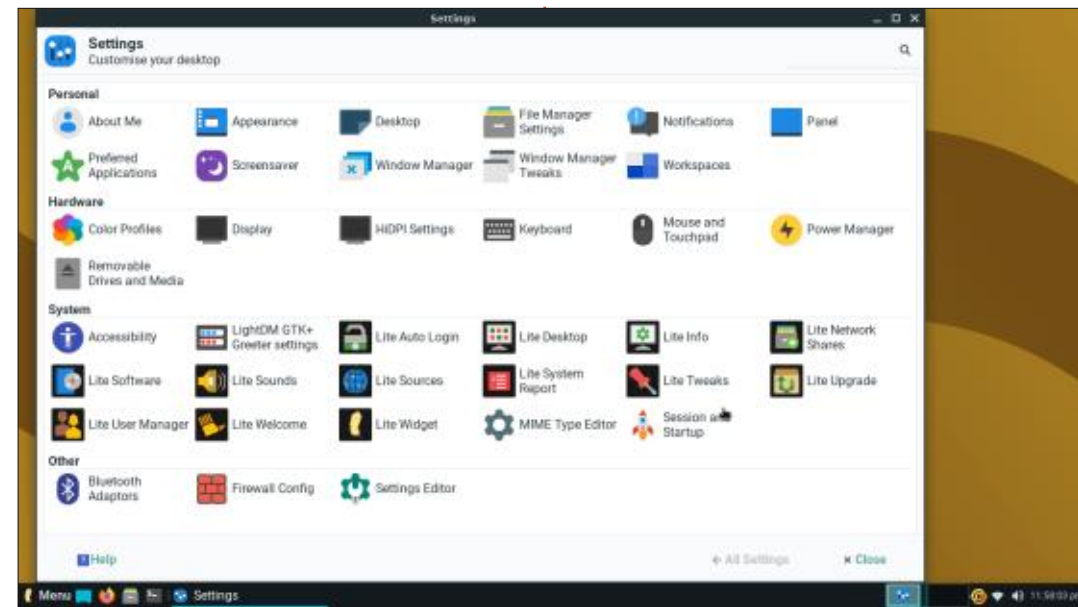 Settings
Settings
Customise your desktop
Personal
About Me
Appearance
Desktop
File Manager
Settings
Notifications
Panel
Preferred
Applications
Screensaver
Window Manager
Window Manager
Tweaks
Workspaces
Hardware
Color Profiles
Display
HiDPI Settings
Keyboard
Mouse and
Touchpad
Power Manager
Removable
Drives and Media
System
Accessibility
LightDM GTK+
Greeter settings
Lite Auto Login
Lite Desktop
Lite Info
Lite Network
Shares
Lite Software
Lite Sounds
Lite Sources
Lite System
Report
Lite Tweaks
Lite Upgrade
Lite User Manager
Lite Welcome
Lite Widget
MIME Type Editor
Session and
Startup
Other
Bluetooth
Adaptors
Firewall Config
Settings Editor
Help
All Settings
Close
Menu
Settings